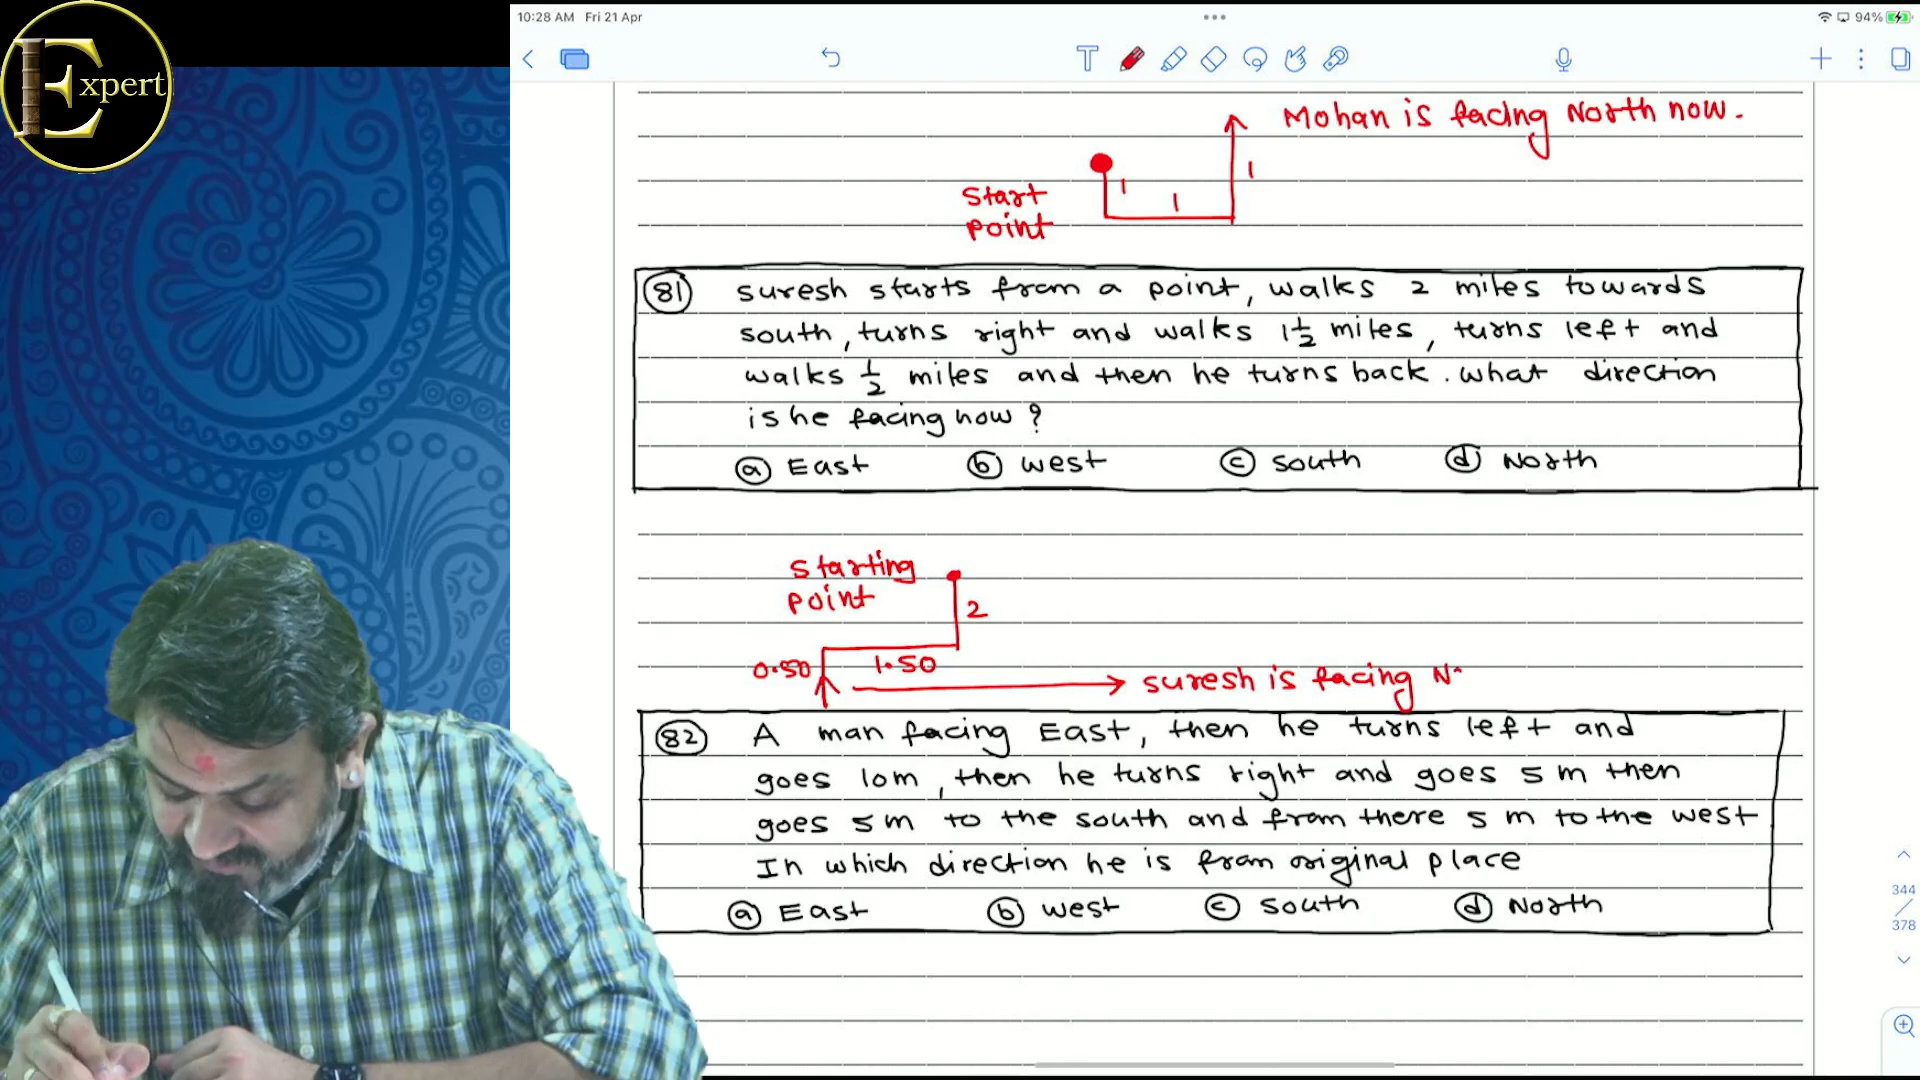 Expert
10:28 AM Fri 21 Apr
94%
Mohan is facing North now.
1
1
1
Start
point
81 suresh starts from a point, walks 2 miles towards
south, turns right and walks 1 1/2 miles, turns left and
walks 1/2 miles and then he turns back. what direction
is he facing now?
a East b west c south d North
starting
point
2
0.50
1.50
suresh is facing N
82 A man facing East, then he turns left and
goes 10m, then he turns right and goes 5 m then
goes 5m to the south and from there 5 m to the west
In which direction he is from original place
a East b west c south d North
344
378